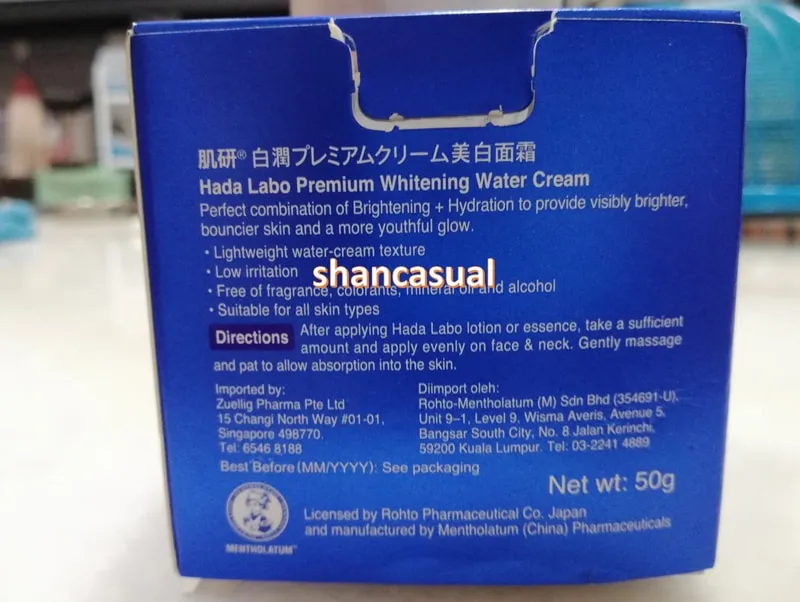 肌研® 白潤プレミアムクリーム美白面霜
Hada Labo Premium Whitening Water Cream
Perfect combination of Brightening + Hydration to provide visibly brighter,
bouncier skin and a more youthful glow.
• Lightweight water-cream texture
• Low irritation
shancasual
• Free of fragrance, colorants, mineral oil and alcohol
• Suitable for all skin types
Directions After applying Hada Labo lotion or essence, take a sufficient
amount and apply evenly on face & neck. Gently massage
and pat to allow absorption into the skin.
Imported by:
Zuellig Pharma Pte Ltd
15 Changi North Way #01-01,
Singapore 498770.
Tel: 6546 8188
Diimport oleh:
Rohto-Mentholatum (M) Sdn Bhd (354691-U).
Unit 9–1, Level 9, Wisma Averis, Avenue 5,
Bangsar South City, No. 8 Jalan Kerinchi,
59200 Kuala Lumpur. Tel: 03-2241 4889
Best Before (MM/YYYY): See packaging
Net wt: 50g
Licensed by Rohto Pharmaceutical Co. Japan
and manufactured by Mentholatum (China) Pharmaceuticals
MENTHOLATUM™